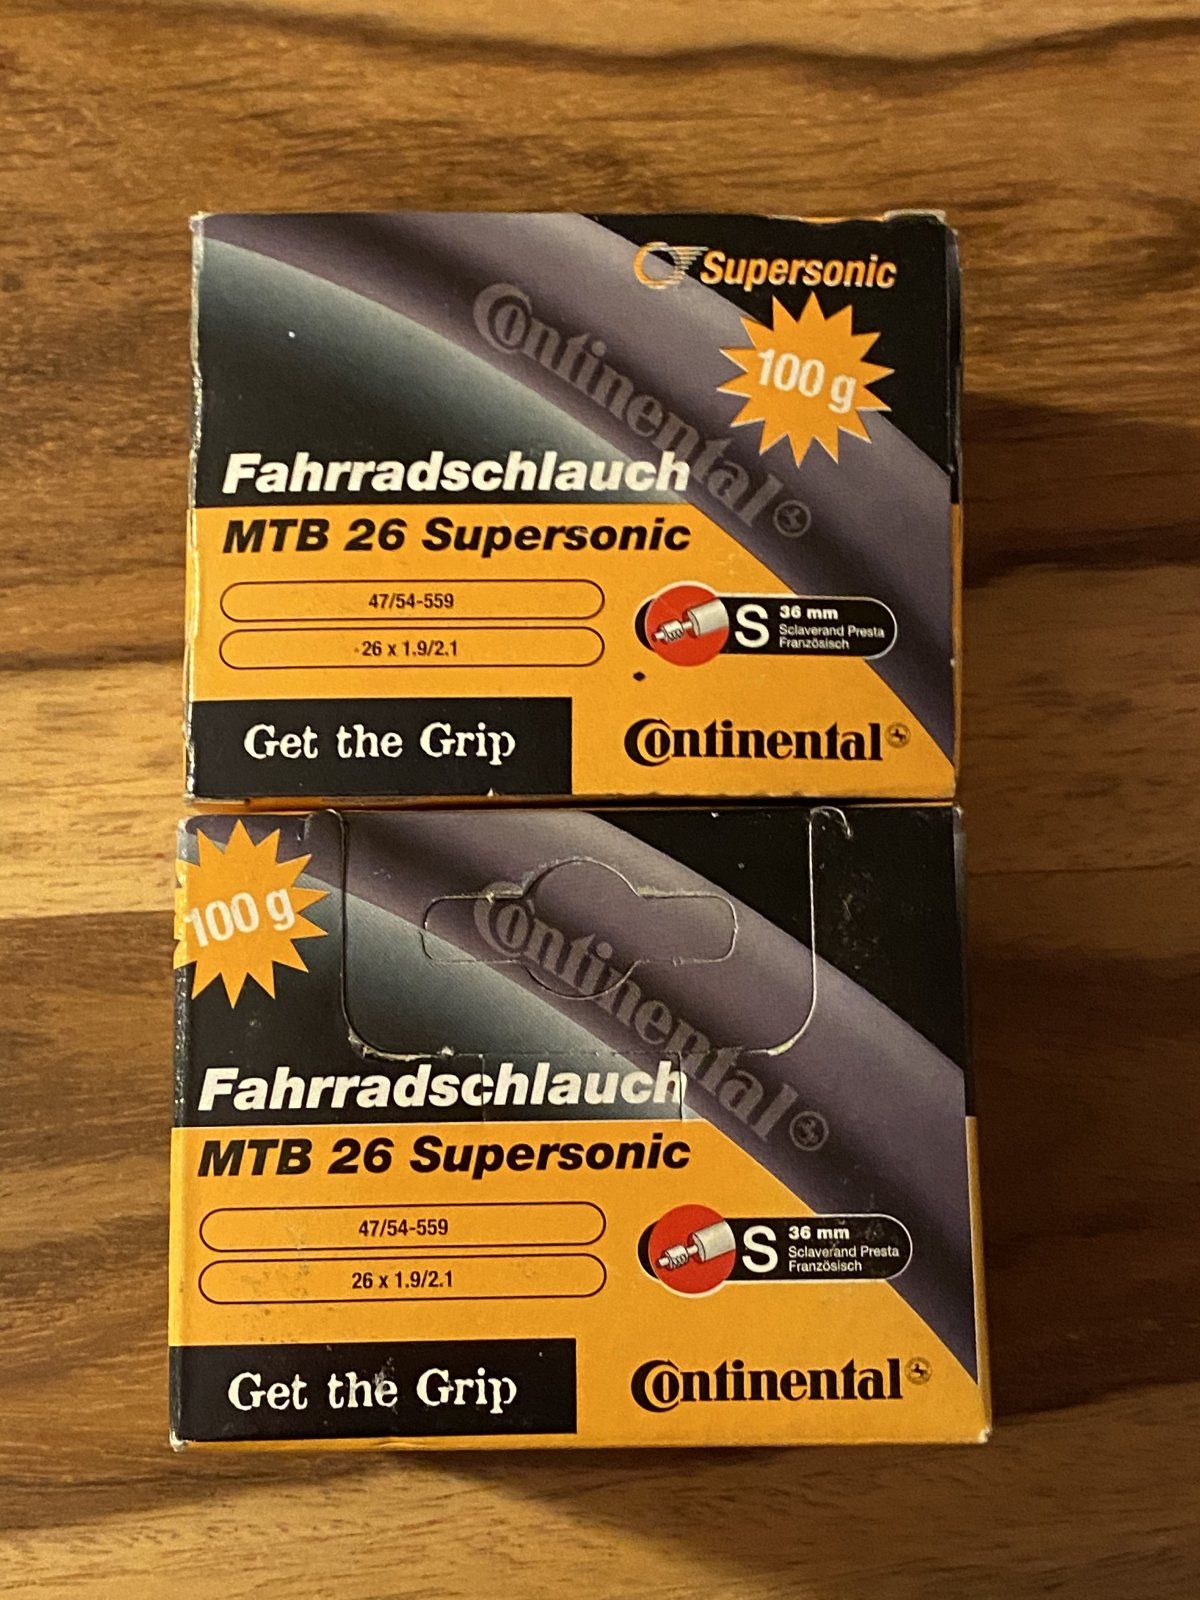 Supersonic
Continental
100 g
Fahrradschlauch
MTB 26 Supersonic
47/54-559
26 x 1.9/2.1
S
36 mm
Sclaverand Presta
Französisch
Get the Grip
Continental
100 g
Continental
Fahrradschlauch
MTB 26 Supersonic
47/54-559
26 x 1.9/2.1
S
36 mm
Sclaverand Presta
Französisch
Get the Grip
Continental